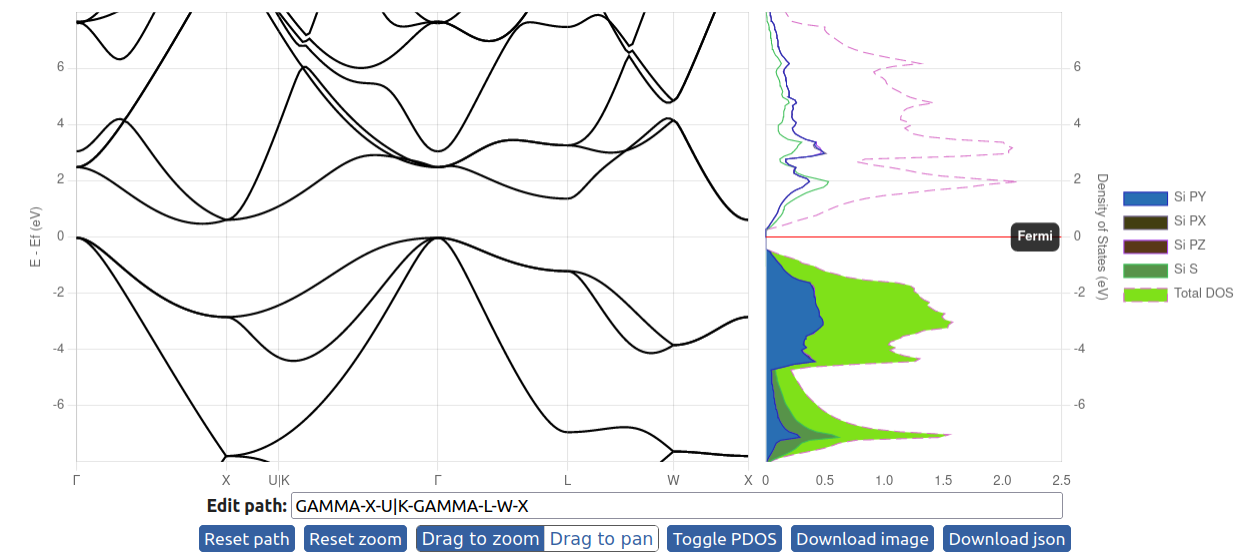 E - Ef (eV)
6
4
2
0
-2
-4
-6
Γ X U|K Γ L W X
6
4
2
0
-2
-4
-6
Fermi
0 0.5 1.0 1.5 2.0 2.5
Density of States (eV)
Si PY
Si PX
Si PZ
Si S
Total DOS
Edit path: GAMMA-X-U|K-GAMMA-L-W-X
Reset path Reset zoom Drag to zoom Drag to pan Toggle PDOS Download image Download json